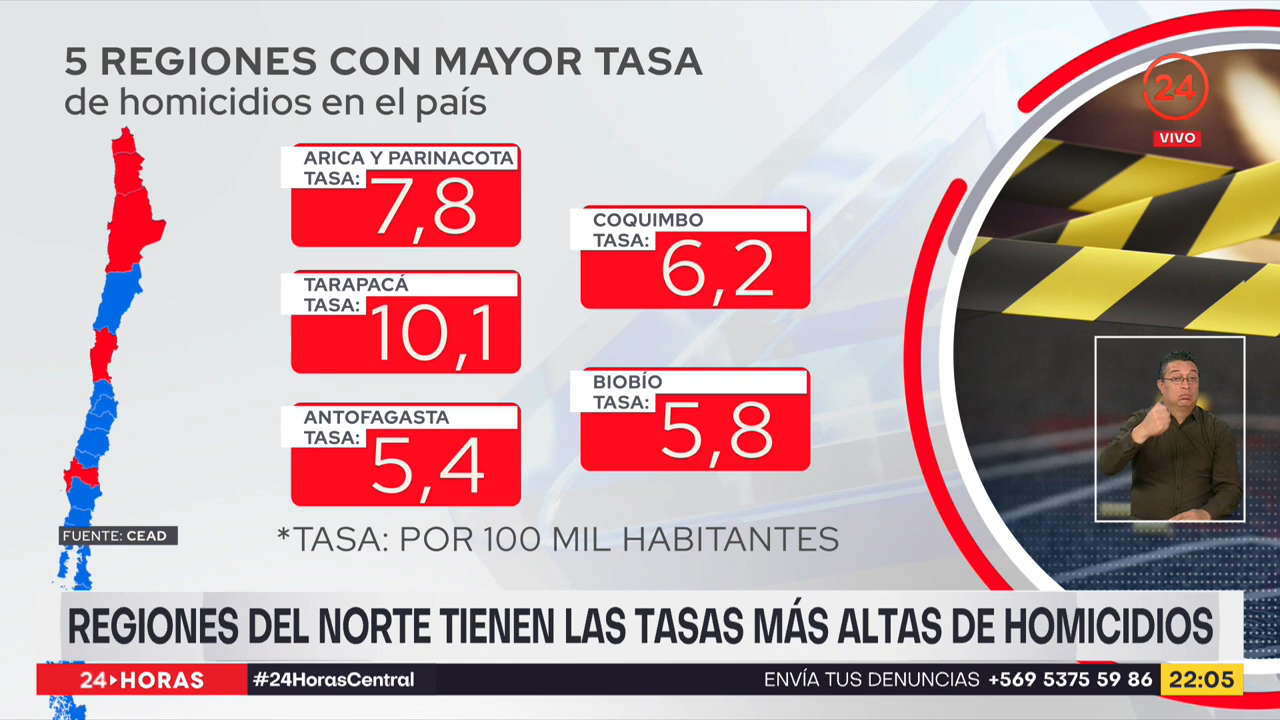 5 REGIONES CON MAYOR TASA
de homicidios en el país
ARICA Y PARINACOTA
TASA:
7,8
TARAPACÁ
TASA:
10,1
ANTOFAGASTA
TASA:
5,4
COQUIMBO
TASA:
6,2
BIOBÍO
TASA:
5,8
*TASA: POR 100 MIL HABITANTES
FUENTE: CEAD
24
VIVO
REGIONES DEL NORTE TIENEN LAS TASAS MÁS ALTAS DE HOMICIDIOS
24 HORAS
#24HorasCentral
ENVÍA TUS DENUNCIAS +569 5375 59 86
22:05